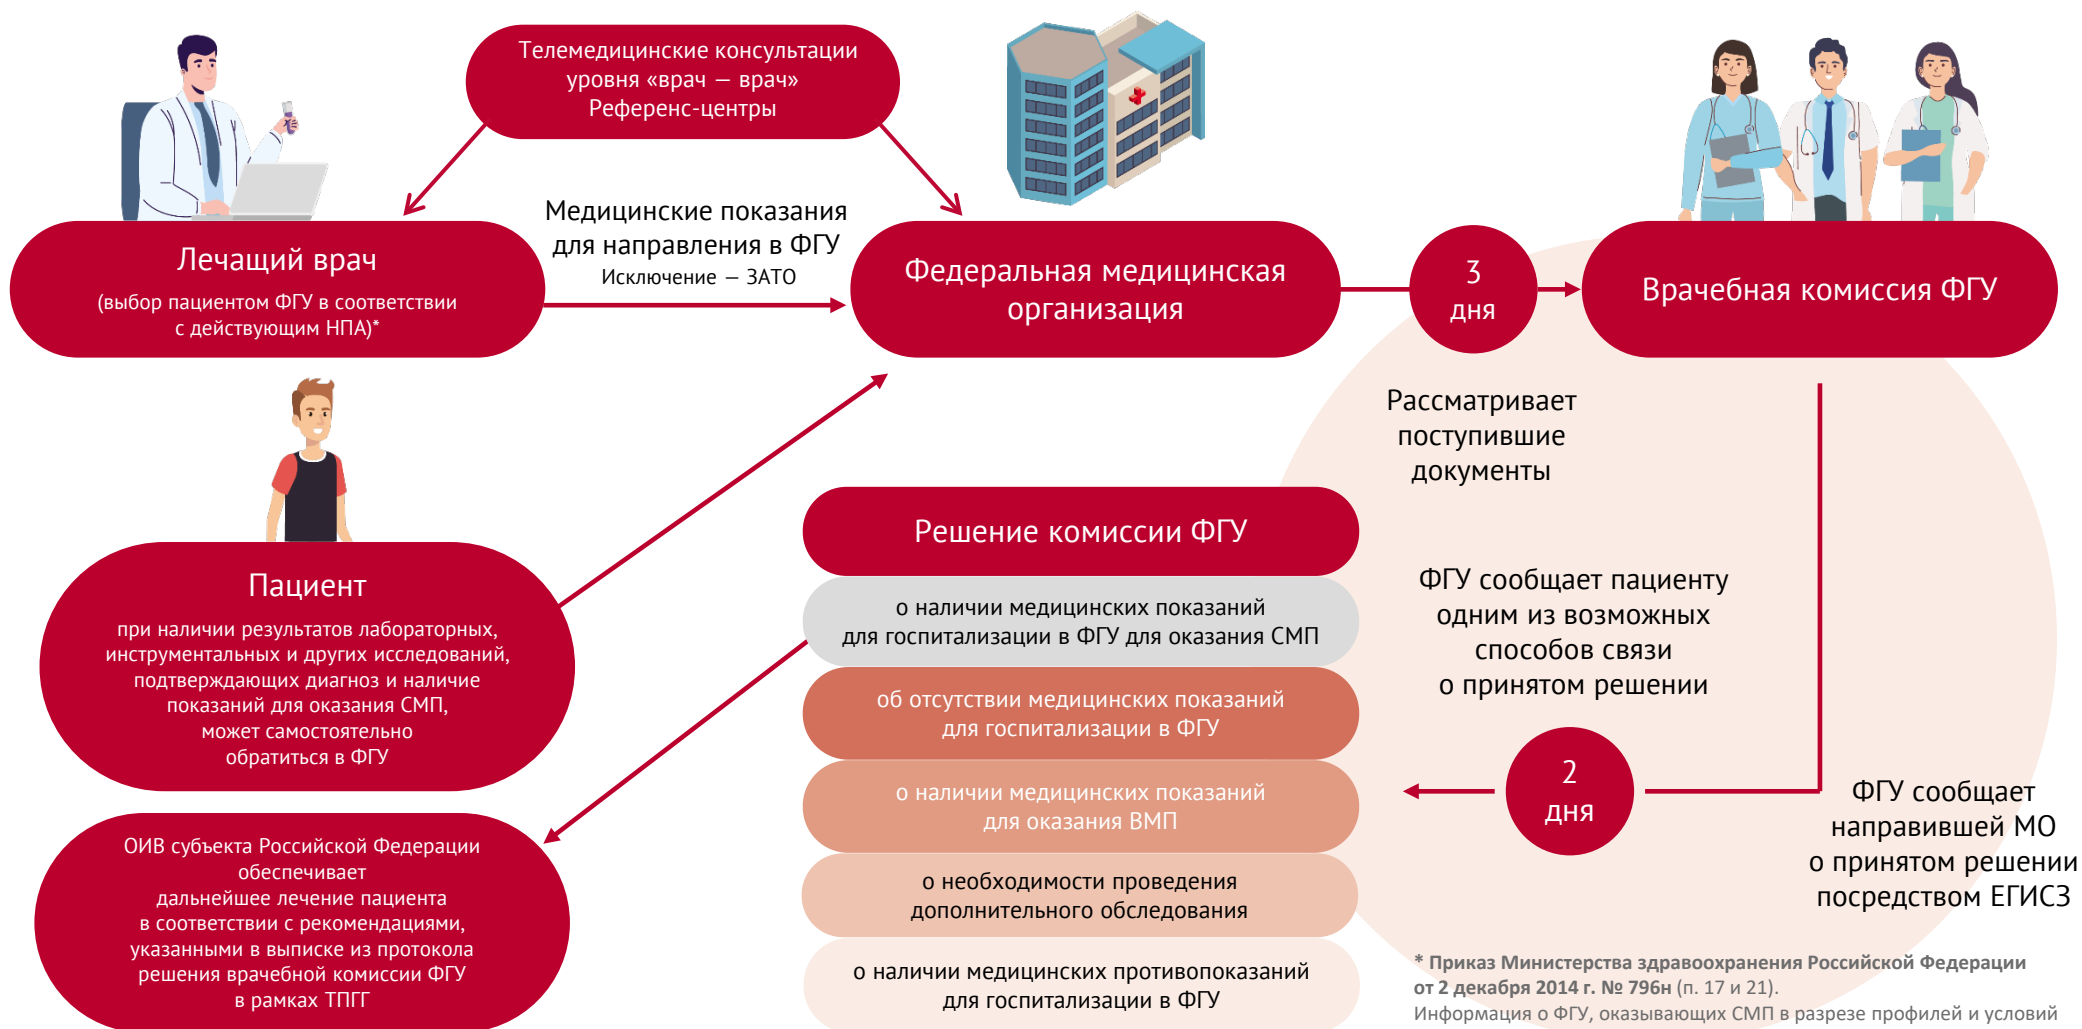 Телемедицинские консультации
уровня «врач — врач»
Референс-центры
Медицинские показания
для направления в ФГУ
Исключение — ЗАТО
Лечащий врач
(выбор пациентом ФГУ в соответствии
с действующим НПА)*
Федеральная медицинская
организация
3
дня
Врачебная комиссия ФГУ
Рассматривает
поступившие
документы
Пациент
при наличии результатов лабораторных,
инструментальных и других исследований,
подтверждающих диагноз и наличие
показаний для оказания СМП,
может самостоятельно
обратиться в ФГУ
Решение комиссии ФГУ
о наличии медицинских показаний
для госпитализации в ФГУ для оказания СМП
об отсутствии медицинских показаний
для госпитализации в ФГУ
о наличии медицинских показаний
для оказания ВМП
о необходимости проведения
дополнительного обследования
о наличии медицинских противопоказаний
для госпитализации в ФГУ
ФГУ сообщает пациенту
одним из возможных
способов связи
о принятом решении
2
дня
ФГУ сообщает
направившей МО
о принятом решении
посредством ЕГИСЗ
ОИВ субъекта Российской Федерации
обеспечивает
дальнейшее лечение пациента
в соответствии с рекомендациями,
указанными в выписке из протокола
решения врачебной комиссии ФГУ
в рамках ТПГГ
* Приказ Министерства здравоохранения Российской Федерации
от 2 декабря 2014 г. № 796н (п. 17 и 21).
Информация о ФГУ, оказывающих СМП в разрезе профилей и условий